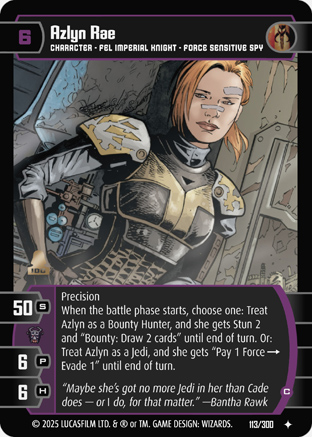 6 Azlyn Rae
CHARACTER • FEL IMPERIAL KNIGHT • FORCE SENSITIVE SPY
50 S
6 P
6 H
Precision
When the battle phase starts, choose one: Treat
Azlyn as a Bounty Hunter, and she gets Stun 2
and “Bounty: Draw 2 cards” until end of turn. Or:
Treat Azlyn as a Jedi, and she gets “Pay 1 Force →
Evade 1” until end of turn.
“Maybe she’s got no more Jedi in her than Cade
does — or I do, for that matter.” —Bantha Rawk
C
© 2025 LUCASFILM LTD. & ® OR TM. GAME DESIGN: WIZARDS. 113/300